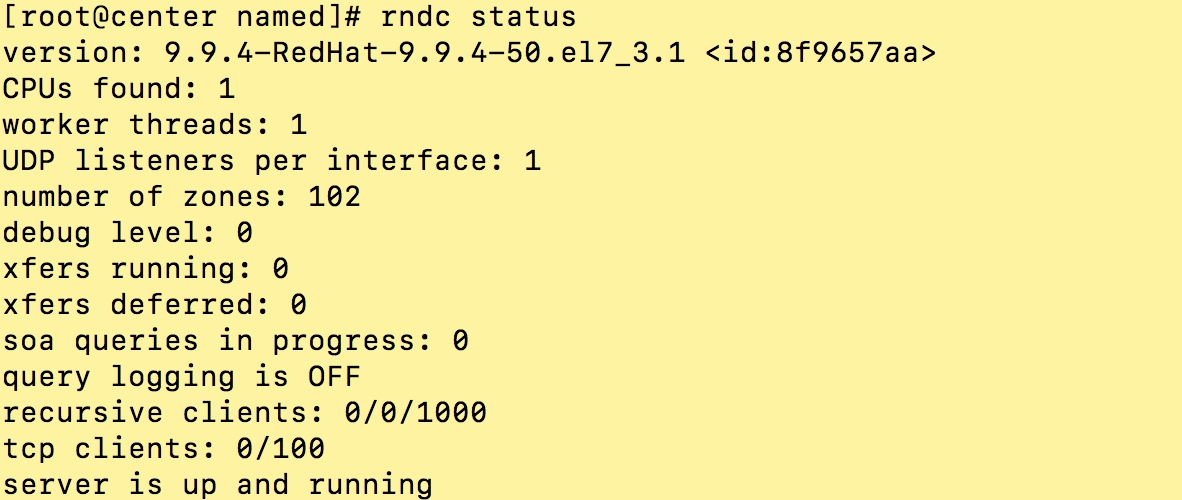 [root@center named]# rndc status
version: 9.9.4-RedHat-9.9.4-50.el7_3.1 <id:8f9657aa>
CPUs found: 1
worker threads: 1
UDP listeners per interface: 1
number of zones: 102
debug level: 0
xfers running: 0
xfers deferred: 0
soa queries in progress: 0
query logging is OFF
recursive clients: 0/0/1000
tcp clients: 0/100
server is up and running